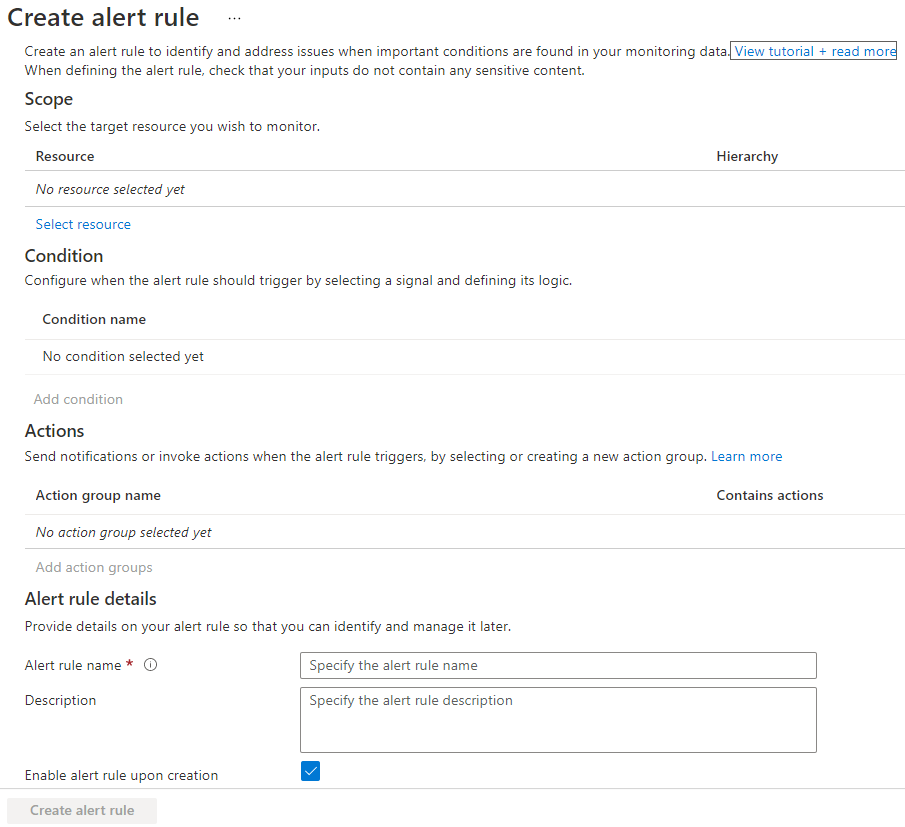 Create alert rule ...
Create an alert rule to identify and address issues when important conditions are found in your monitoring data. View tutorial + read more
When defining the alert rule, check that your inputs do not contain any sensitive content.
Scope
Select the target resource you wish to monitor.
Resource Hierarchy
No resource selected yet
Select resource
Condition
Configure when the alert rule should trigger by selecting a signal and defining its logic.
Condition name
No condition selected yet
Add condition
Actions
Send notifications or invoke actions when the alert rule triggers, by selecting or creating a new action group. Learn more
Action group name Contains actions
No action group selected yet
Add action groups
Alert rule details
Provide details on your alert rule so that you can identify and manage it later.
Alert rule name * Specify the alert rule name
Description Specify the alert rule description
Enable alert rule upon creation
Create alert rule